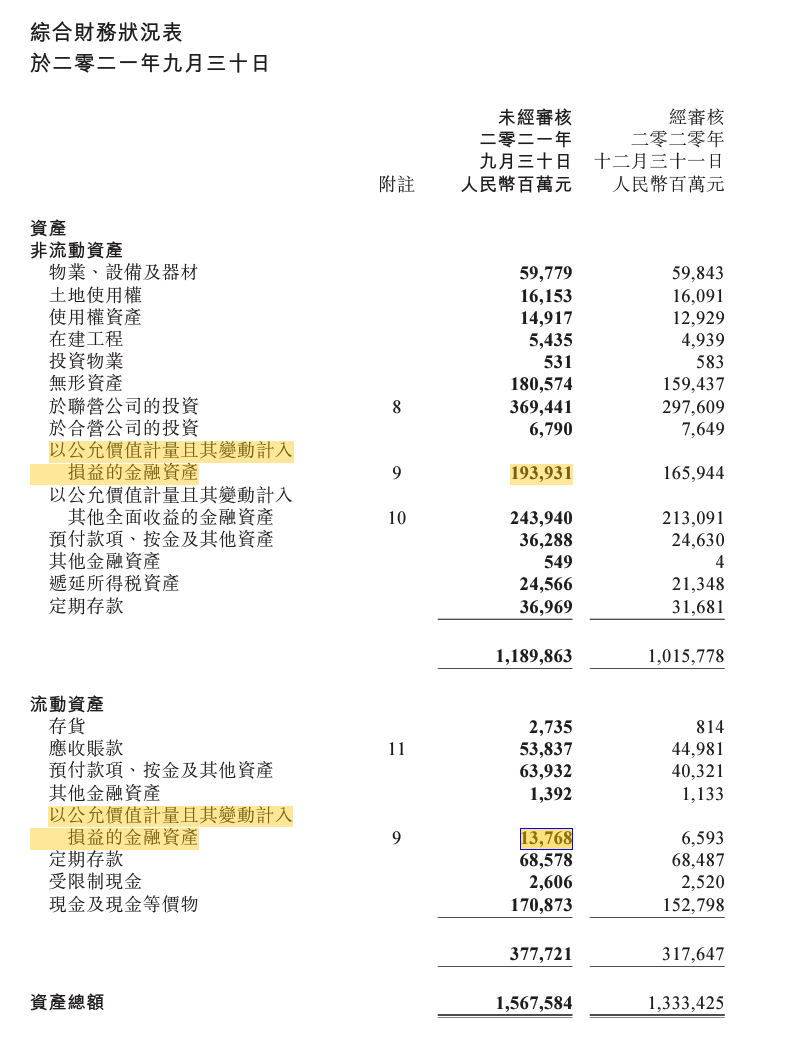 綜合財務狀況表
於二零二一年九月三十日
未經審核 經審核
二零二一年 二零二零年
九月三十日 十二月三十一日
附註 人民幣百萬元 人民幣百萬元
資產
非流動資產
物業、設備及器材 59,779 59,843
土地使用權 16,153 16,091
使用權資產 14,917 12,929
在建工程 5,435 4,939
投資物業 531 583
無形資產 180,574 159,437
於聯營公司的投資 8 369,441 297,609
於合營公司的投資 6,790 7,649
以公允價值計量且其變動計入
損益的金融資產 9 193,931 165,944
以公允價值計量且其變動計入
其他全面收益的金融資產 10 243,940 213,091
預付款項、按金及其他資產 36,288 24,630
其他金融資產 549 4
遞延所得稅資產 24,566 21,348
定期存款 36,969 31,681
1,189,863 1,015,778
流動資產
存貨 2,735 814
應收賬款 11 53,837 44,981
預付款項、按金及其他資產 63,932 40,321
其他金融資產 1,392 1,133
以公允價值計量且其變動計入
損益的金融資產 9 13,768 6,593
定期存款 68,578 68,487
受限制現金 2,606 2,520
現金及現金等價物 170,873 152,798
377,721 317,647
資產總額 1,567,584 1,333,425